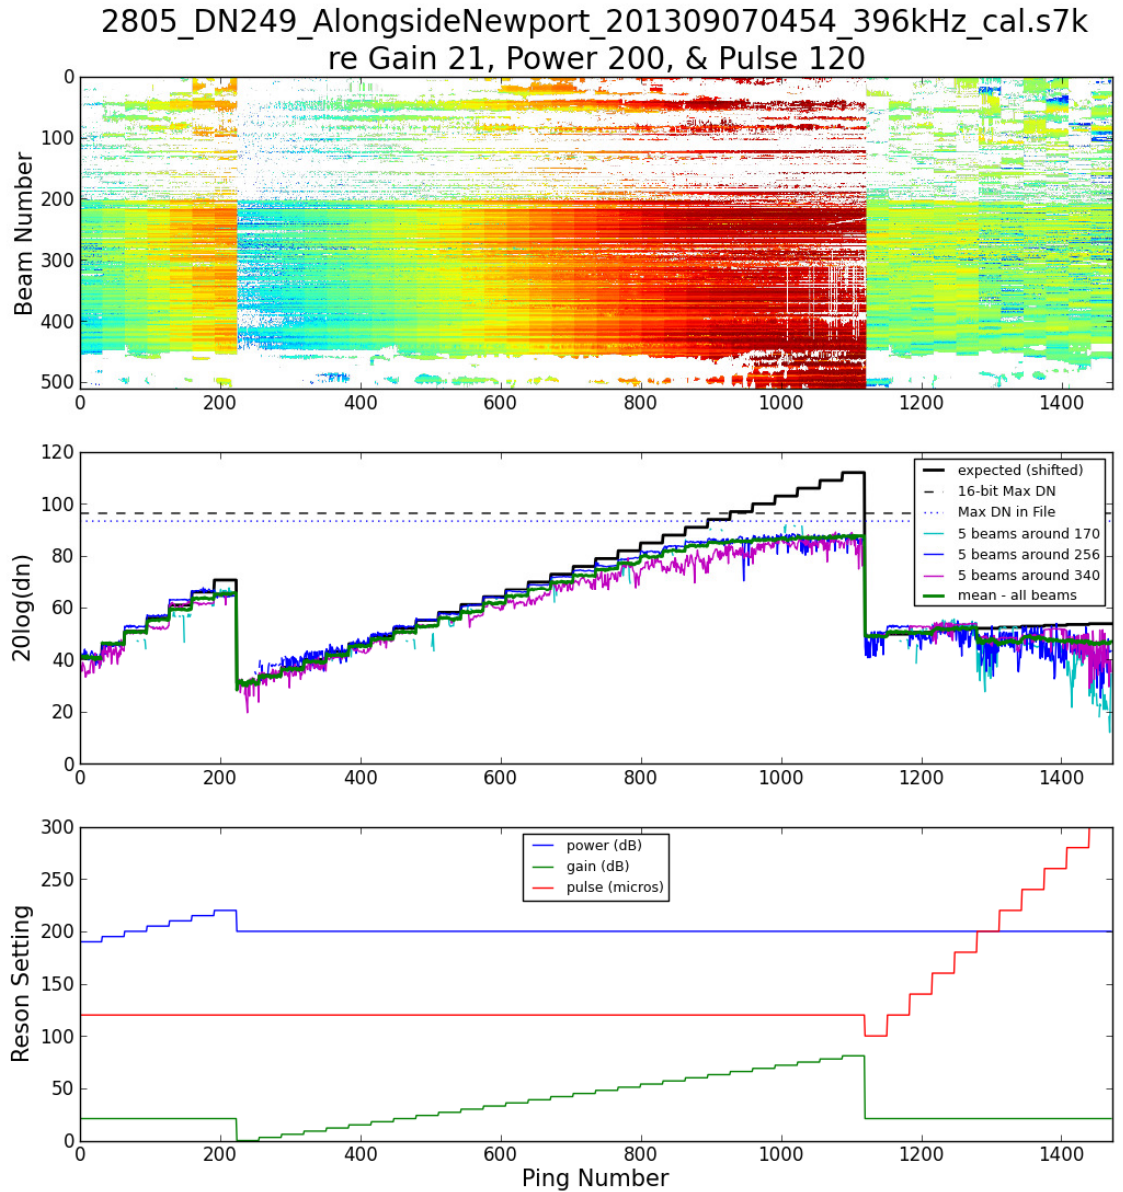 2805_DN249_AlongsideNewport_201309070454_396kHz_cal.s7k
re Gain 21, Power 200, & Pulse 120
Beam Number
0
100
200
300
400
500
0 200 400 600 800 1000 1200 1400
20log(dn)
120
100
80
60
40
20
0
expected (shifted)
16-bit Max DN
Max DN in File
5 beams around 170
5 beams around 256
5 beams around 340
mean - all beams
0 200 400 600 800 1000 1200 1400
Reson Setting
300
250
200
150
100
50
0
power (dB)
gain (dB)
pulse (micros)
0 200 400 600 800 1000 1200 1400
Ping Number